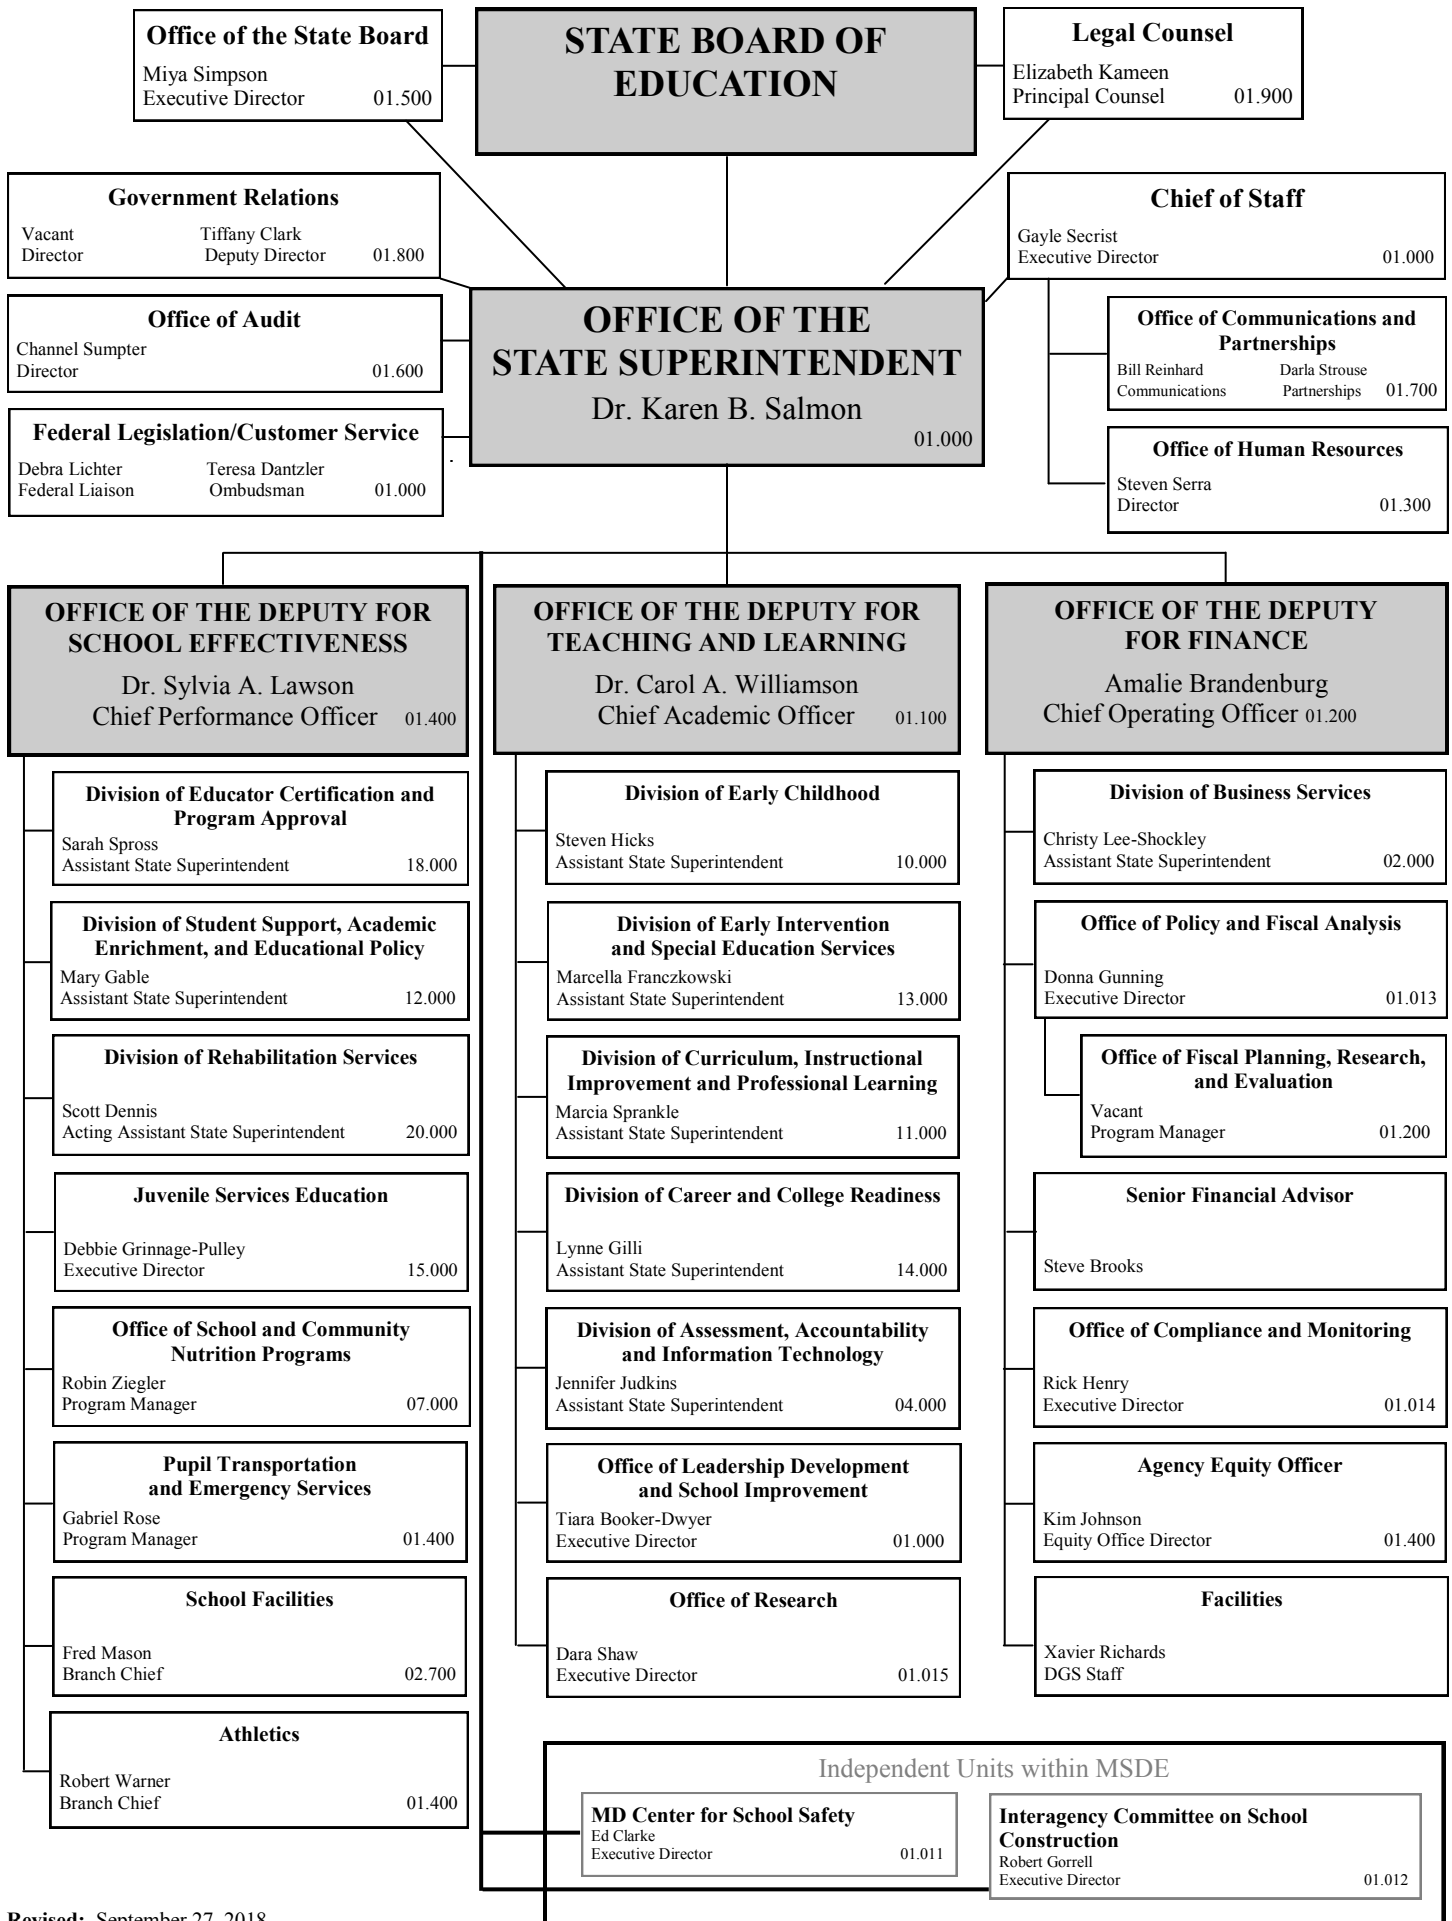 Office of the State Board
Miya Simpson
Executive Director 01.500
STATE BOARD OF
EDUCATION
Legal Counsel
Elizabeth Kameen
Principal Counsel 01.900
Government Relations
Vacant Tiffany Clark
Director Deputy Director 01.800
Chief of Staff
Gayle Secrist
Executive Director 01.000
Office of Audit
Channel Sumpter
Director 01.600
OFFICE OF THE
STATE SUPERINTENDENT
Dr. Karen B. Salmon
01.000
Office of Communications and
Partnerships
Bill Reinhard Darla Strouse
Communications Partnerships 01.700
Federal Legislation/Customer Service
Debra Lichter Teresa Dantzler
Federal Liaison Ombudsman 01.000
Office of Human Resources
Steven Serra
Director 01.300
OFFICE OF THE DEPUTY FOR
SCHOOL EFFECTIVENESS
Dr. Sylvia A. Lawson
Chief Performance Officer 01.400
OFFICE OF THE DEPUTY FOR
TEACHING AND LEARNING
Dr. Carol A. Williamson
Chief Academic Officer 01.100
OFFICE OF THE DEPUTY
FOR FINANCE
Amalie Brandenburg
Chief Operating Officer 01.200
Division of Educator Certification and
Program Approval
Sarah Spross
Assistant State Superintendent 18.000
Division of Student Support, Academic
Enrichment, and Educational Policy
Mary Gable
Assistant State Superintendent 12.000
Division of Rehabilitation Services
Scott Dennis
Acting Assistant State Superintendent 20.000
Juvenile Services Education
Debbie Grinnage-Pulley
Executive Director 15.000
Office of School and Community
Nutrition Programs
Robin Ziegler
Program Manager 07.000
Pupil Transportation
and Emergency Services
Gabriel Rose
Program Manager 01.400
School Facilities
Fred Mason
Branch Chief 02.700
Athletics
Robert Warner
Branch Chief 01.400
Division of Early Childhood
Steven Hicks
Assistant State Superintendent 10.000
Division of Early Intervention
and Special Education Services
Marcella Franczkowski
Assistant State Superintendent 13.000
Division of Curriculum, Instructional
Improvement and Professional Learning
Marcia Sprankle
Assistant State Superintendent 11.000
Division of Career and College Readiness
Lynne Gilli
Assistant State Superintendent 14.000
Division of Assessment, Accountability
and Information Technology
Jennifer Judkins
Assistant State Superintendent 04.000
Office of Leadership Development
and School Improvement
Tiara Booker-Dwyer
Executive Director 01.000
Office of Research
Dara Shaw
Executive Director 01.015
Division of Business Services
Christy Lee-Shockley
Assistant State Superintendent 02.000
Office of Policy and Fiscal Analysis
Donna Gunning
Executive Director 01.013
Office of Fiscal Planning, Research,
and Evaluation
Vacant
Program Manager 01.200
Senior Financial Advisor
Steve Brooks
Office of Compliance and Monitoring
Rick Henry
Executive Director 01.014
Agency Equity Officer
Kim Johnson
Equity Office Director 01.400
Facilities
Xavier Richards
DGS Staff
Independent Units within MSDE
MD Center for School Safety
Ed Clarke
Executive Director 01.011
Interagency Committee on School
Construction
Robert Gorrell
Executive Director 01.012
Revised: September 27, 2018